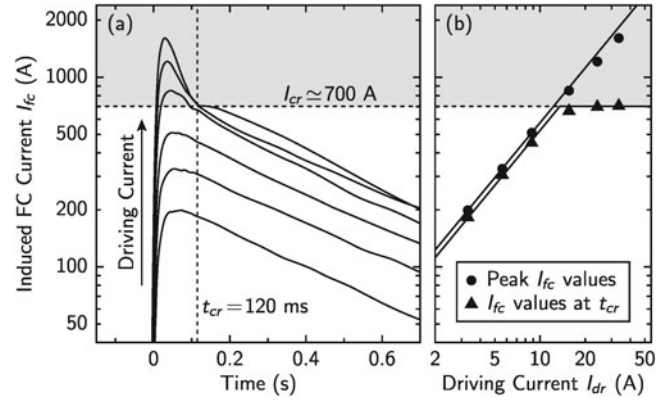 (a)
(b)
2000
1000
500
200
100
50
Induced FC Current I_fc (A)
I_cr≃700 A
Driving Current
t_cr=120 ms
0
0.2
0.4
0.6
Time (s)
Peak I_fc values
I_fc values at t_cr
2
5
10
20
50
Driving Current I_dr (A)